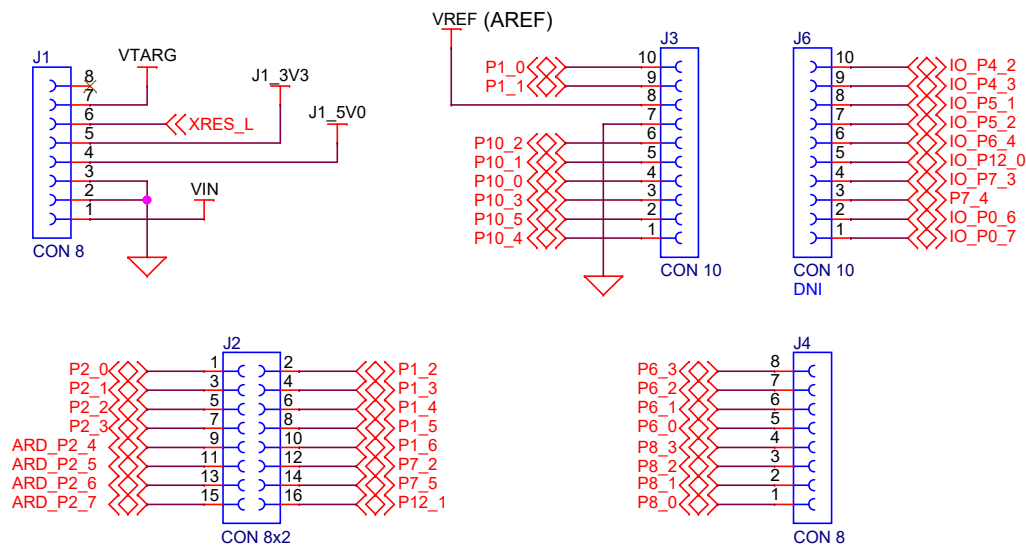 J1
VTARG
J1_3V3
J1_5V0
XRES_L
VIN
8
7
6
5
4
3
2
1
CON 8
VREF (AREF)
J3
P1_0 10
P1_1 9
8
7
P10_2 6
P10_1 5
P10_0 4
P10_3 3
P10_5 2
P10_4 1
CON 10
J6
10 IO_P4_2
9 IO_P4_3
8 IO_P5_1
7 IO_P5_2
6 IO_P6_4
5 IO_P12_0
4 IO_P7_3
3 P7_4
2 IO_P0_6
1 IO_P0_7
CON 10
DNI
J2
P2_0 1 2 P1_2
P2_1 3 4 P1_3
P2_2 5 6 P1_4
P2_3 7 8 P1_5
ARD_P2_4 9 10 P1_6
ARD_P2_5 11 12 P7_2
ARD_P2_6 13 14 P7_5
ARD_P2_7 15 16 P12_1
CON 8x2
J4
P6_3 8
P6_2 7
P6_1 6
P6_0 5
P8_3 4
P8_2 3
P8_1 2
P8_0 1
CON 8